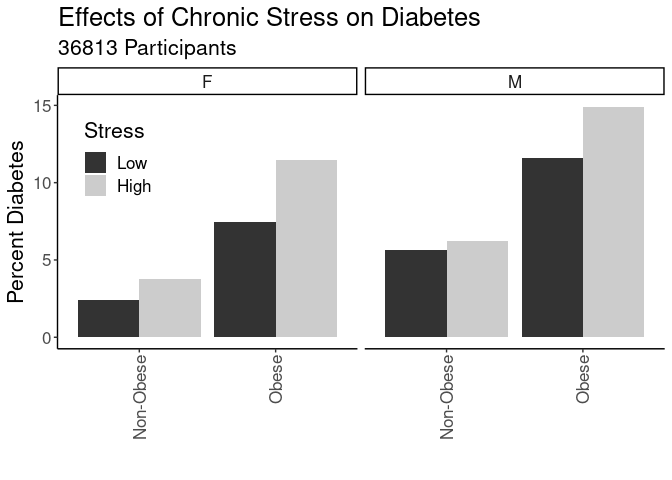 Effects of Chronic Stress on Diabetes
36813 Participants
F
M
Percent Diabetes
15
10
5
0
Stress
Low
High
Non-Obese
Obese
Non-Obese
Obese